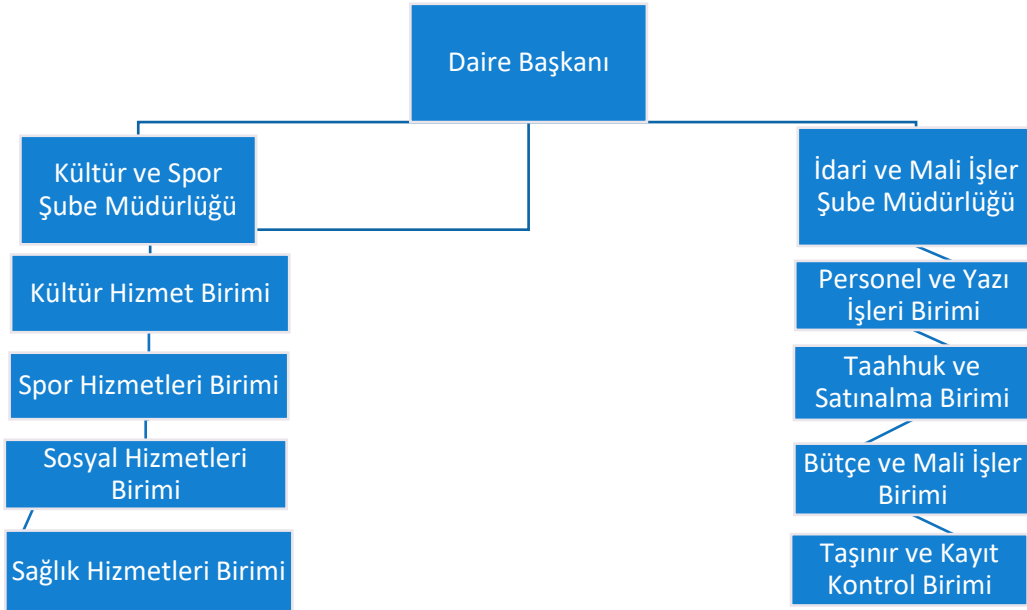 Daire Başkanı
Kültür ve Spor
Şube Müdürlüğü
Kültür Hizmet Birimi
Spor Hizmetleri Birimi
Sosyal Hizmetleri
Birimi
Sağlık Hizmetleri Birimi
İdari ve Mali İşler
Şube Müdürlüğü
Personel ve Yazı
İşleri Birimi
Taahhuk ve
Satınalma Birimi
Bütçe ve Mali İşler
Birimi
Taşınır ve Kayıt
Kontrol Birimi